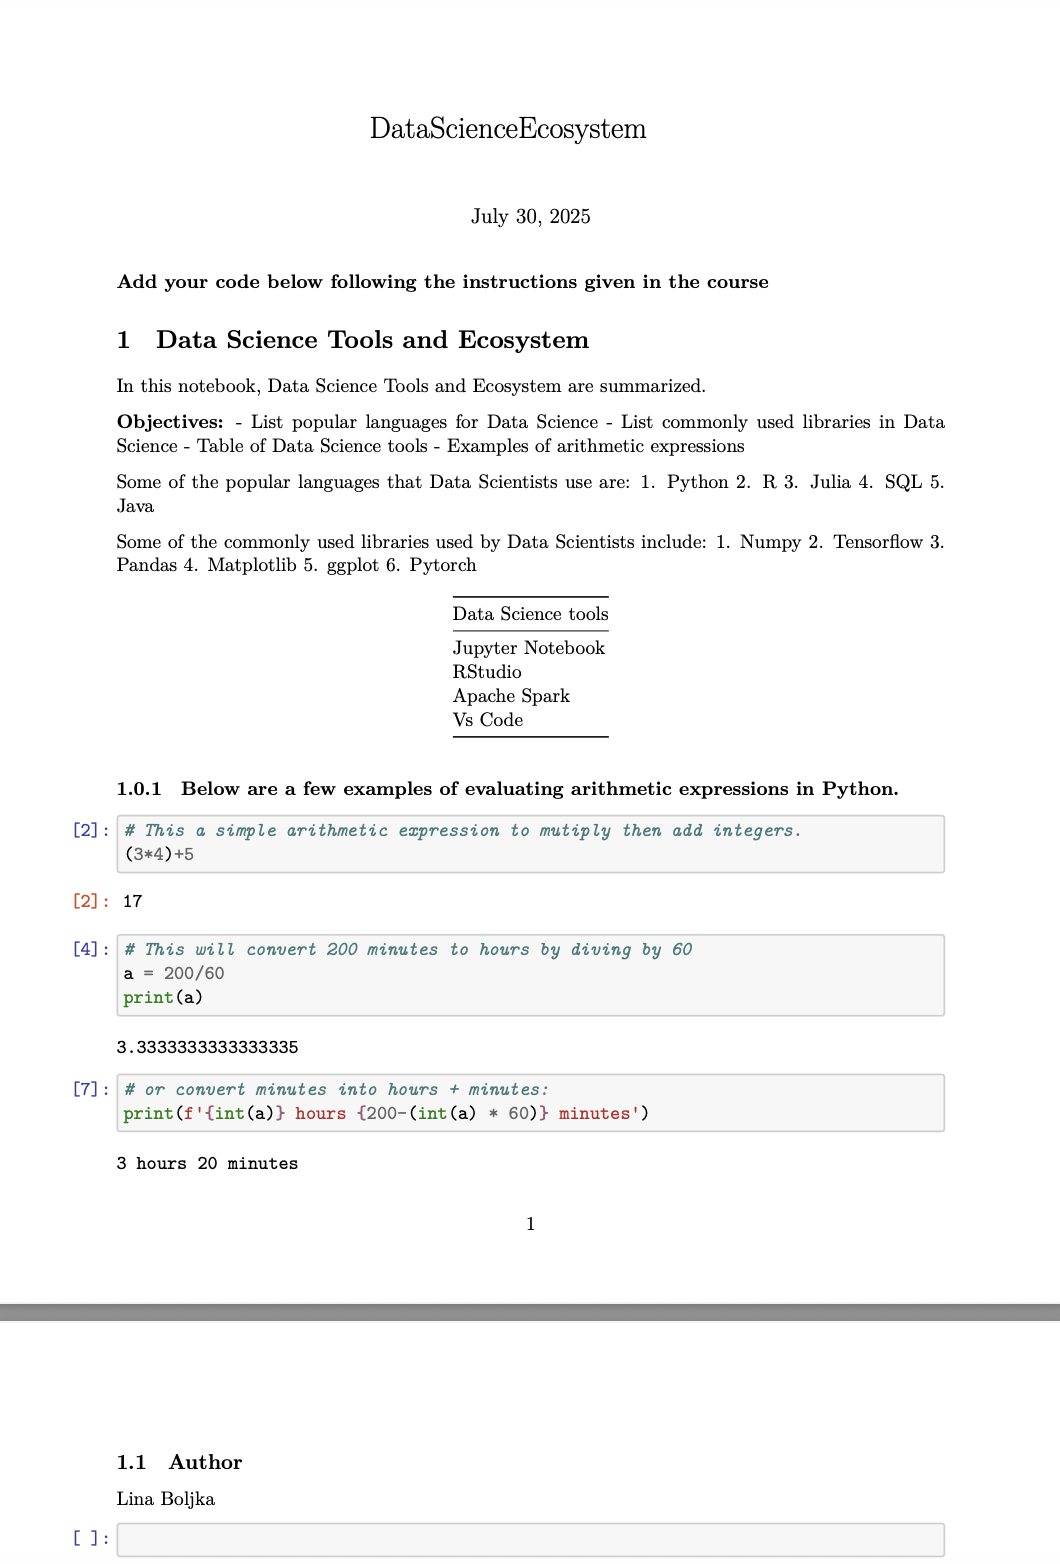 DataScienceEcosystem
July 30, 2025
Add your code below following the instructions given in the course
1 Data Science Tools and Ecosystem
In this notebook, Data Science Tools and Ecosystem are summarized.
Objectives: - List popular languages for Data Science - List commonly used libraries in Data
Science - Table of Data Science tools - Examples of arithmetic expressions
Some of the popular languages that Data Scientists use are: 1. Python 2. R 3. Julia 4. SQL 5.
Java
Some of the commonly used libraries used by Data Scientists include: 1. Numpy 2. Tensorflow 3.
Pandas 4. Matplotlib 5. ggplot 6. Pytorch
Data Science tools
Jupyter Notebook
RStudio
Apache Spark
Vs Code
1.0.1 Below are a few examples of evaluating arithmetic expressions in Python.
[2]: # This a simple arithmetic expression to mutiply then add integers.
(3*4)+5
[2]: 17
[4]: # This will convert 200 minutes to hours by diving by 60
a = 200/60
print(a)
3.3333333333333335
[7]: # or convert minutes into hours + minutes:
print(f'{int(a)} hours {200-(int(a) * 60)} minutes')
3 hours 20 minutes
1
1.1 Author
Lina Boljka
[ ]: